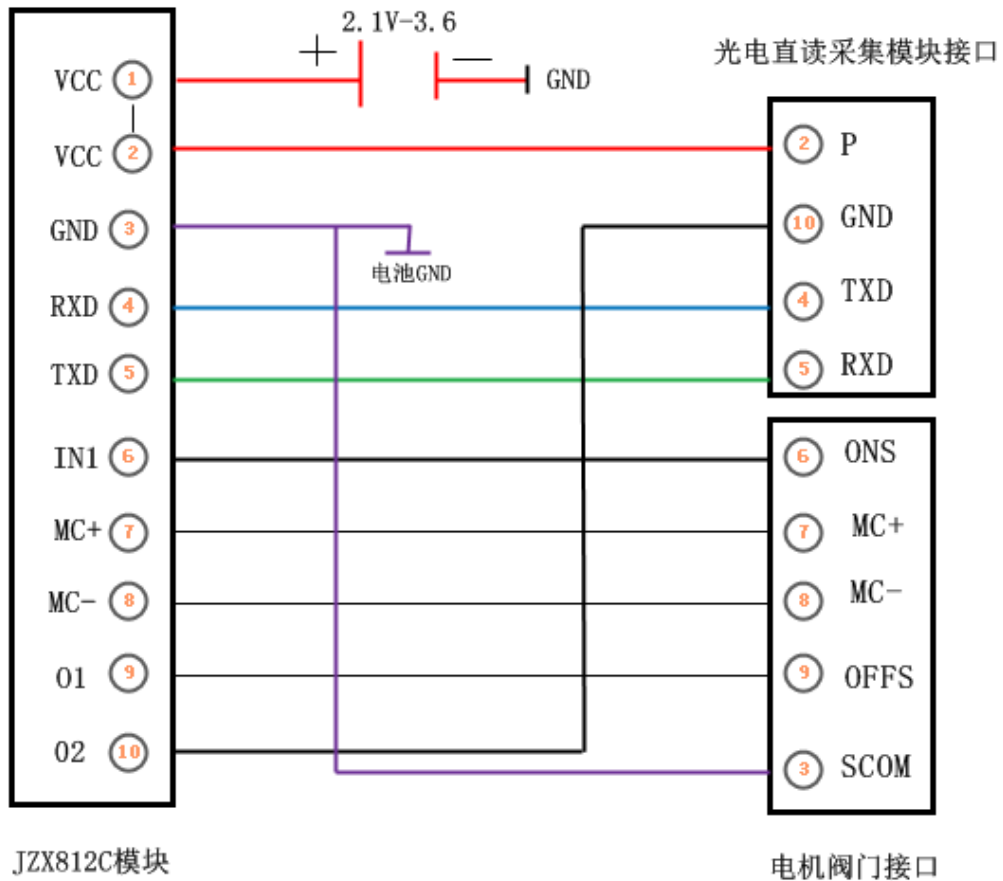 2.1V-3.6
+
—
GND
光电直读采集模块接口
VCC 1
VCC 2
GND 3
RXD 4
TXD 5
IN1 6
MC+ 7
MC- 8
O1 9
O2 10
电池GND
2 P
10 GND
4 TXD
5 RXD
6 ONS
7 MC+
8 MC-
9 OFFS
3 SCOM
JZX812C模块
电机阀门接口